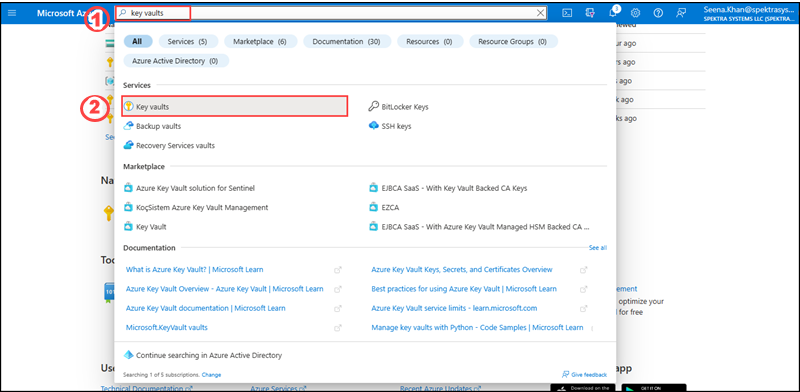 1
Microsoft Az
key vaults
1
Seena.Khan@spektrasys...
SPEKTRA SYSTEMS LLC (SPEKTRA...
All
Services (5)
Marketplace (6)
Documentation (30)
Resources (0)
Resource Groups (0)
Azure Active Directory (0)
Services
2
Key vaults
BitLocker Keys
Backup vaults
SSH keys
Recovery Services vaults
Marketplace
Azure Key Vault solution for Sentinel
EJBCA SaaS - With Key Vault Backed CA Keys
KoçSistem Azure Key Vault Management
EZCA
Key Vault
EJBCA SaaS - With Azure Key Vault Managed HSM Backed CA ...
Documentation
See all
What is Azure Key Vault? | Microsoft Learn
Azure Key Vault Keys, Secrets, and Certificates Overview
Azure Key Vault Overview - Azure Key Vault | Microsoft Learn
Best practices for using Azure Key Vault | Microsoft Learn
Azure Key Vault documentation | Microsoft Learn
Azure Key Vault service limits - learn.microsoft.com
Microsoft.KeyVault vaults
Manage key vaults with Python - Code Samples | Microsoft Learn
Continue searching in Azure Active Directory
Searching 1 of 5 subscriptions. Change
Give feedback
ewed
ur ago
rs ago
ys ago
k ago
ks ago
Se
Na
Too
ement
optimize your
d for free
Use
app
Technical Documentation
Azure Services
Recent Azure Updates
Download on the
GET IT ON